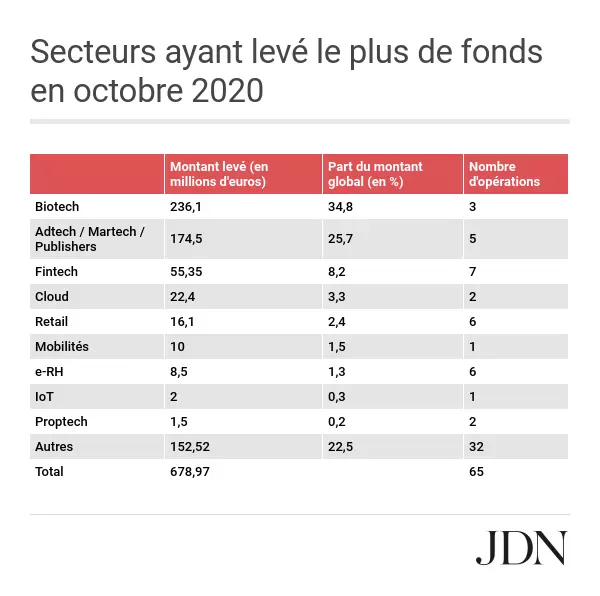 Secteurs ayant levé le plus de fonds
en octobre 2020
Montant levé (en millions d'euros) Part du montant global (en %) Nombre d'opérations
Biotech 236,1 34,8 3
Adtech / Martech / Publishers 174,5 25,7 5
Fintech 55,35 8,2 7
Cloud 22,4 3,3 2
Retail 16,1 2,4 6
Mobilités 10 1,5 1
e-RH 8,5 1,3 6
IoT 2 0,3 1
Proptech 1,5 0,2 2
Autres 152,52 22,5 32
Total 678,97 65
JDN